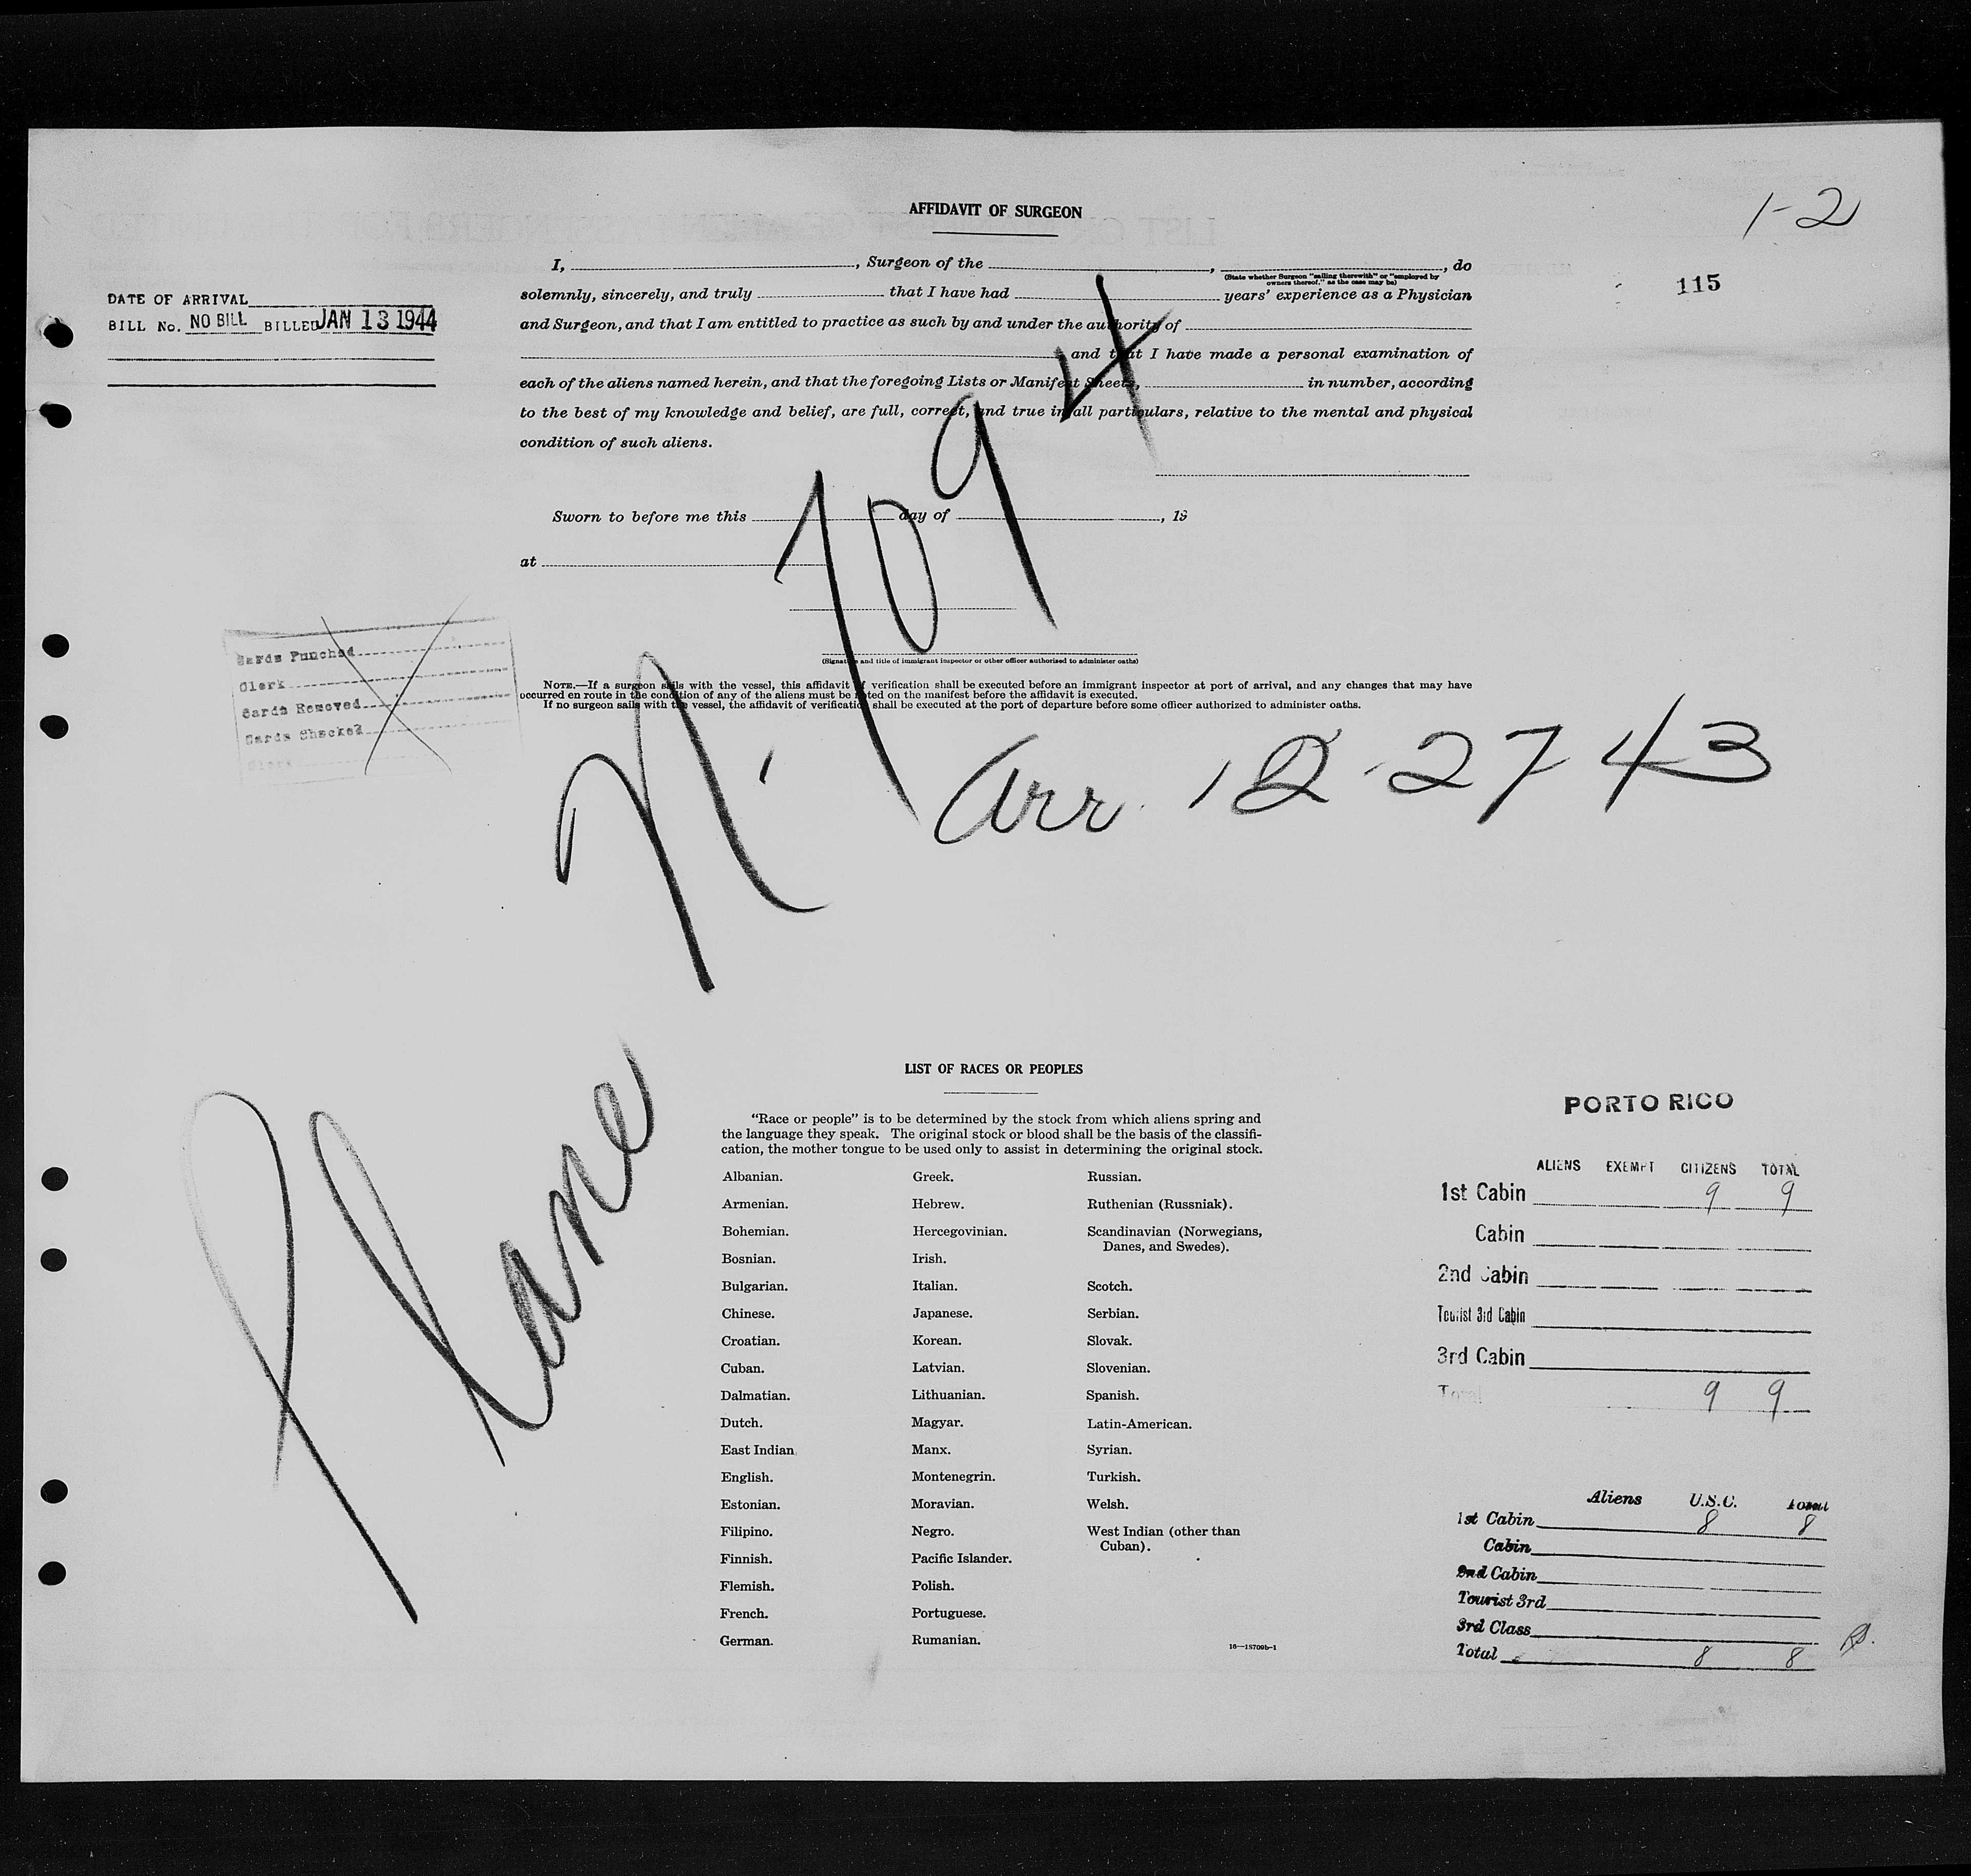 AFFIDAVIT OF SURGEON
1-2
115
I, , Surgeon of the , , do
(State whether Surgeon "sailing therewith" or "employed by owners thereof," as the case may be)
solemnly, sincerely, and truly that I have had years' experience as a Physician
and Surgeon, and that I am entitled to practice as such by and under the authority of
and that I have made a personal examination of
each of the aliens named herein, and that the foregoing Lists or Manifest Sheets, in number, according
to the best of my knowledge and belief, are full, correct, and true in all particulars, relative to the mental and physical
condition of such aliens.
DATE OF ARRIVAL
BILL No. NO BILL BILLED JAN 13 1944
Sworn to before me this day of , 19
at
(Signature and title of immigrant inspector or other officer authorized to administer oaths)
NOTE.—If a surgeon sails with the vessel, this affidavit of verification shall be executed before an immigrant inspector at port of arrival, and any changes that may have
occurred en route in the condition of any of the aliens must be noted on the manifest before the affidavit is executed.
If no surgeon sails with the vessel, the affidavit of verification shall be executed at the port of departure before some officer authorized to administer oaths.
Cards Punched
Clerk
Cards Removed
Cards Checked
Clerk
Plane N. 1094
arr. 12-27 43
LIST OF RACES OR PEOPLES
"Race or people" is to be determined by the stock from which aliens spring and
the language they speak. The original stock or blood shall be the basis of the classifi-
cation, the mother tongue to be used only to assist in determining the original stock.
Albanian.
Armenian.
Bohemian.
Bosnian.
Bulgarian.
Chinese.
Croatian.
Cuban.
Dalmatian.
Dutch.
East Indian
English.
Estonian.
Filipino.
Finnish.
Flemish.
French.
German.
Greek.
Hebrew.
Hercegovinian.
Irish.
Italian.
Japanese.
Korean.
Latvian.
Lithuanian.
Magyar.
Manx.
Montenegrin.
Moravian.
Negro.
Pacific Islander.
Polish.
Portuguese.
Rumanian.
Russian.
Ruthenian (Russniak).
Scandinavian (Norwegians,
Danes, and Swedes).
Scotch.
Serbian.
Slovak.
Slovenian.
Spanish.
Latin-American.
Syrian.
Turkish.
Welsh.
West Indian (other than
Cuban).
16—18709b-1
PORTO RICO
ALIENS EXEMPT CITIZENS TOTAL
1st Cabin 9 9
Cabin
2nd Cabin
Tourist 3rd Cabin
3rd Cabin
Total 9 9
Aliens U.S.C. Total
1st Cabin 8 8
Cabin
2nd Cabin
Tourist 3rd
3rd Class
Total 8 8